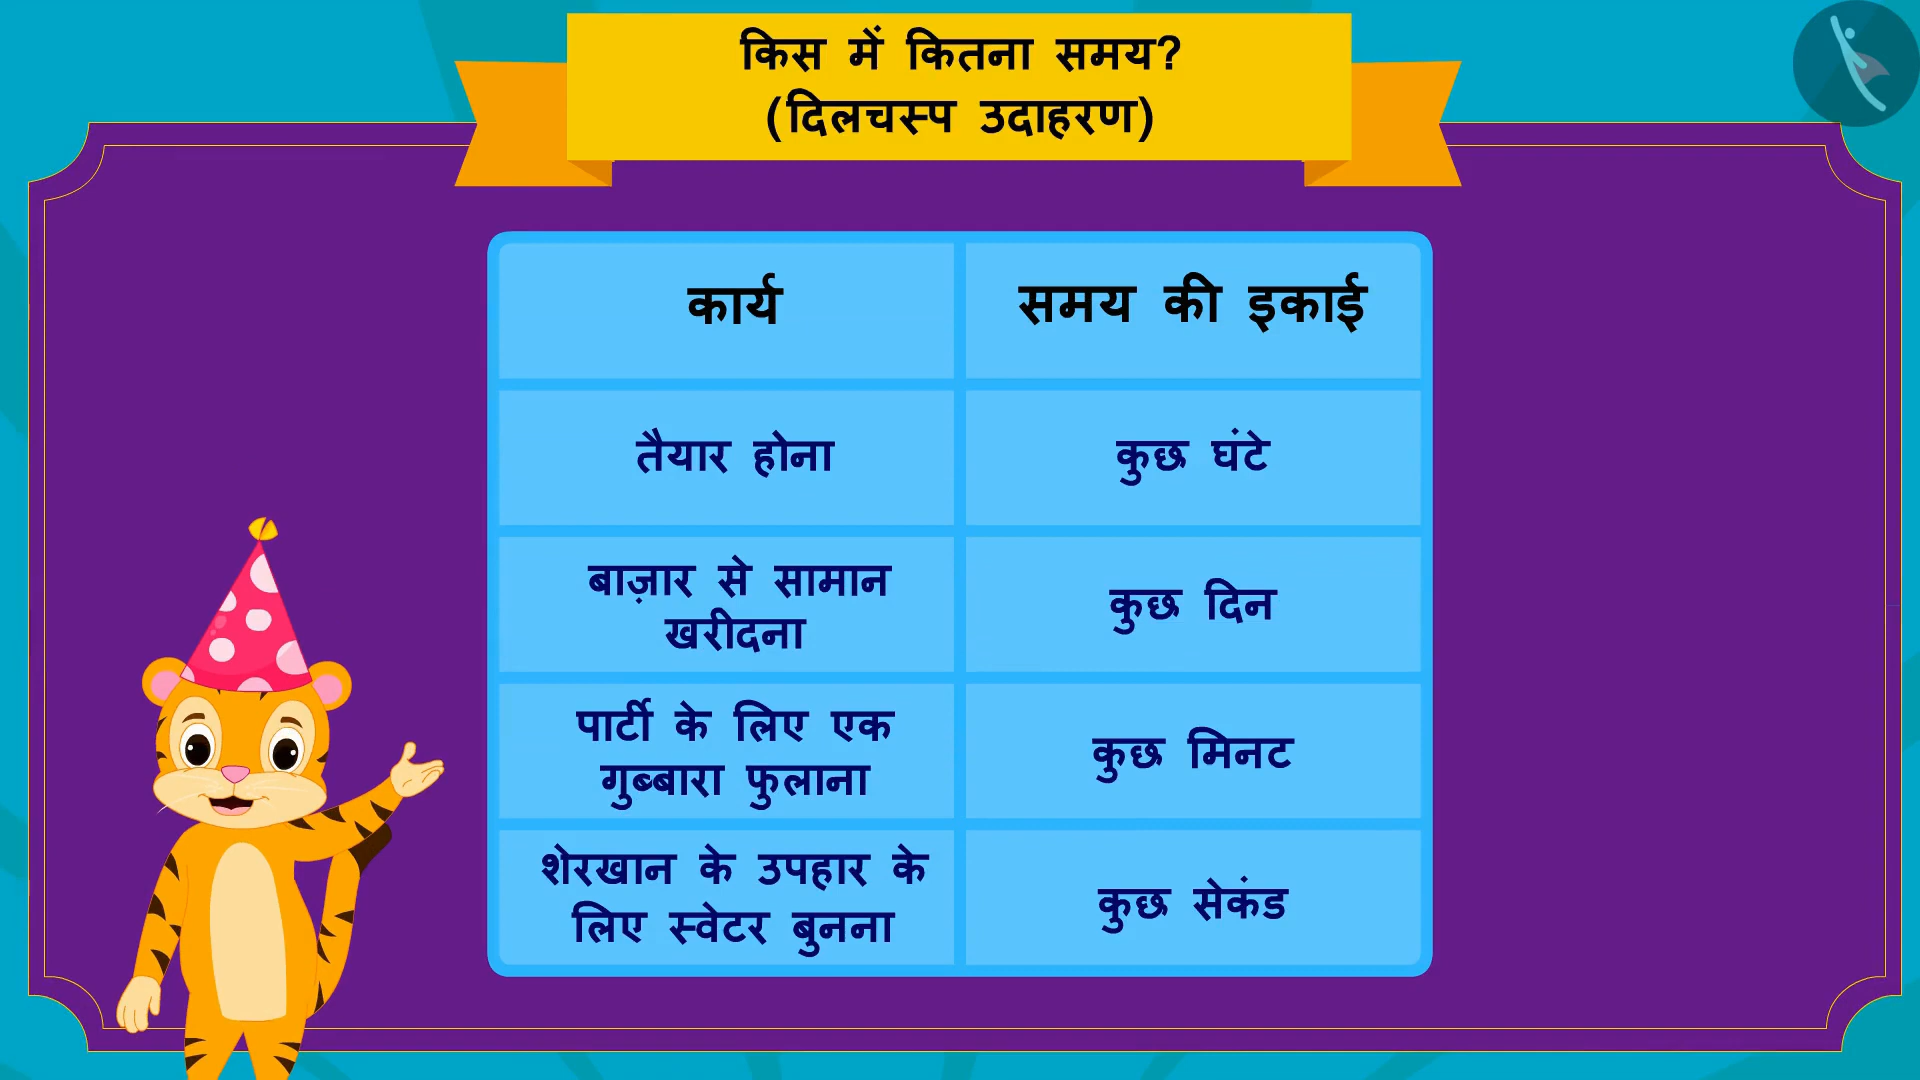 किस में कितना समय?
(दिलचस्प उदाहरण)
कार्य
समय की इकाई
तैयार होना
कुछ घंटे
बाज़ार से सामान
खरीदना
कुछ दिन
पार्टी के लिए एक
गुब्बारा फुलाना
कुछ मिनट
शेरखान के उपहार के
लिए स्वेटर बुनना
कुछ सेकंड